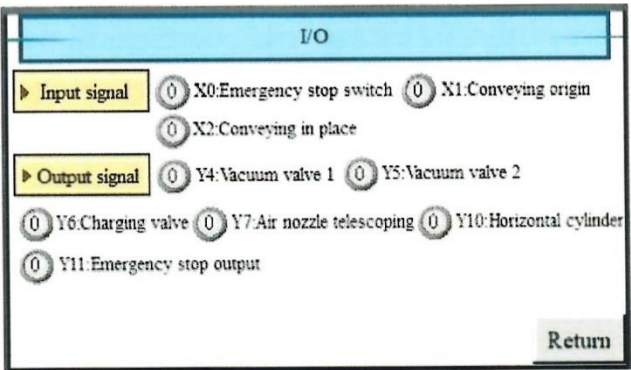 I/O
Input signal 0 X0:Emergency stop switch 0 X1:Conveying origin
0 X2:Conveying in place
Output signal 0 Y4:Vacuum valve 1 0 Y5:Vacuum valve 2
0 Y6:Charging valve 0 Y7:Air nozzle telescoping 0 Y10:Horizontal cylinder
0 Y11:Emergency stop output
Return